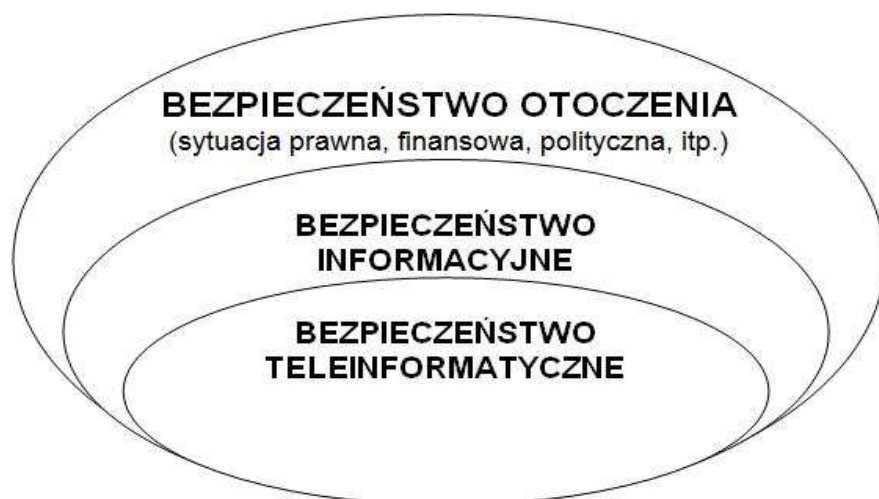 BEZPIECZEŃSTWO OTOCZENIA
(sytuacja prawna, finansowa, polityczna, itp.)
BEZPIECZEŃSTWO
INFORMACYJNE
BEZPIECZEŃSTWO
TELEINFORMATYCZNE